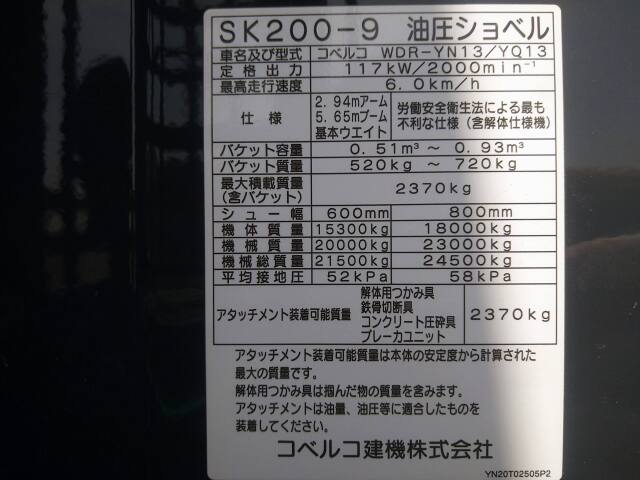 SK200-9 油圧ショベル
車名及び型式 コベルコ WDR-YN13/YQ13
定格出力 117kW/2000min⁻¹
最高走行速度 6.0km/h
仕様 2.94mアーム 5.65mブーム 基本ウエイト 労働安全衛生法による最も不利な仕様(含解体仕様機)
バケット容量 0.51m³ ~ 0.93m³
バケット質量 520kg ~ 720kg
最大積載質量(含バケット) 2370kg
シュー幅 600mm 800mm
機体質量 15300kg 18000kg
機械質量 20000kg 23000kg
機械総質量 21500kg 24500kg
平均接地圧 52kPa 58kPa
アタッチメント装着可能質量 解体用つかみ具 鉄骨切断具 コンクリート圧砕具 ブレーカユニット 2370kg
アタッチメント装着可能質量は本体の安定度から計算された
最大の質量です。
解体用つかみ具は掴んだ物の質量を含みます。
アタッチメントは油量、油圧等に適合したものを
装着してください。
コベルコ建機株式会社
YN20T02505P2